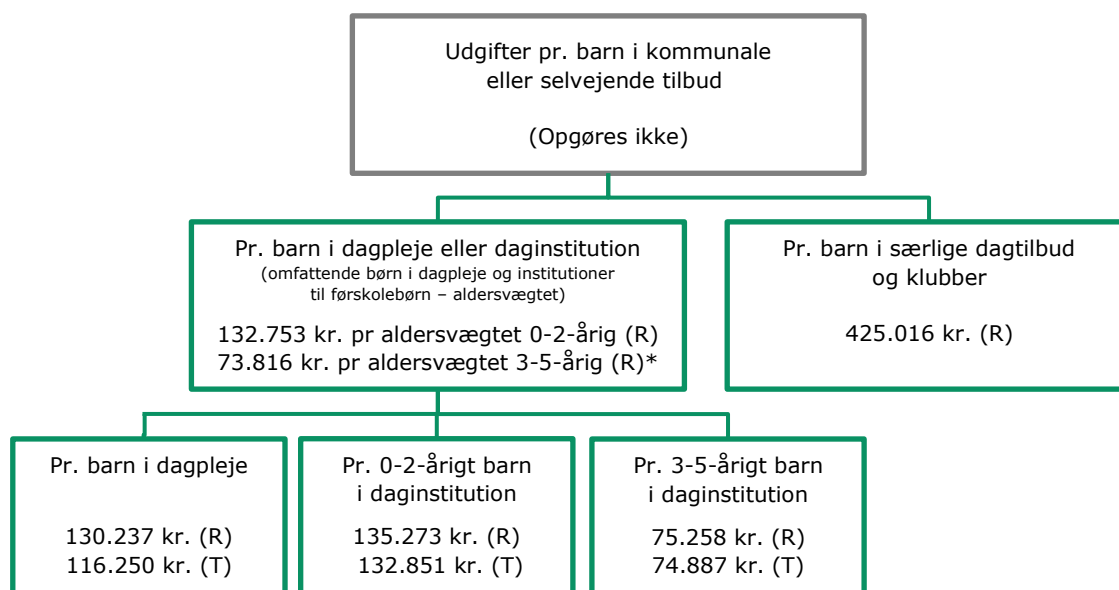 Udgifter pr. barn i kommunale
eller selvejende tilbud
(Opgøres ikke)
Pr. barn i dagpleje eller daginstitution
(omfattende børn i dagpleje og institutioner
til førskolebørn – aldersvægtet)
132.753 kr. pr aldersvægtet 0-2-årig (R)
73.816 kr. pr aldersvægtet 3-5-årig (R)*
Pr. barn i særlige dagtilbud
og klubber
425.016 kr. (R)
Pr. barn i dagpleje
130.237 kr. (R)
116.250 kr. (T)
Pr. 0-2-årigt barn
i daginstitution
135.273 kr. (R)
132.851 kr. (T)
Pr. 3-5-årigt barn
i daginstitution
75.258 kr. (R)
74.887 kr. (T)